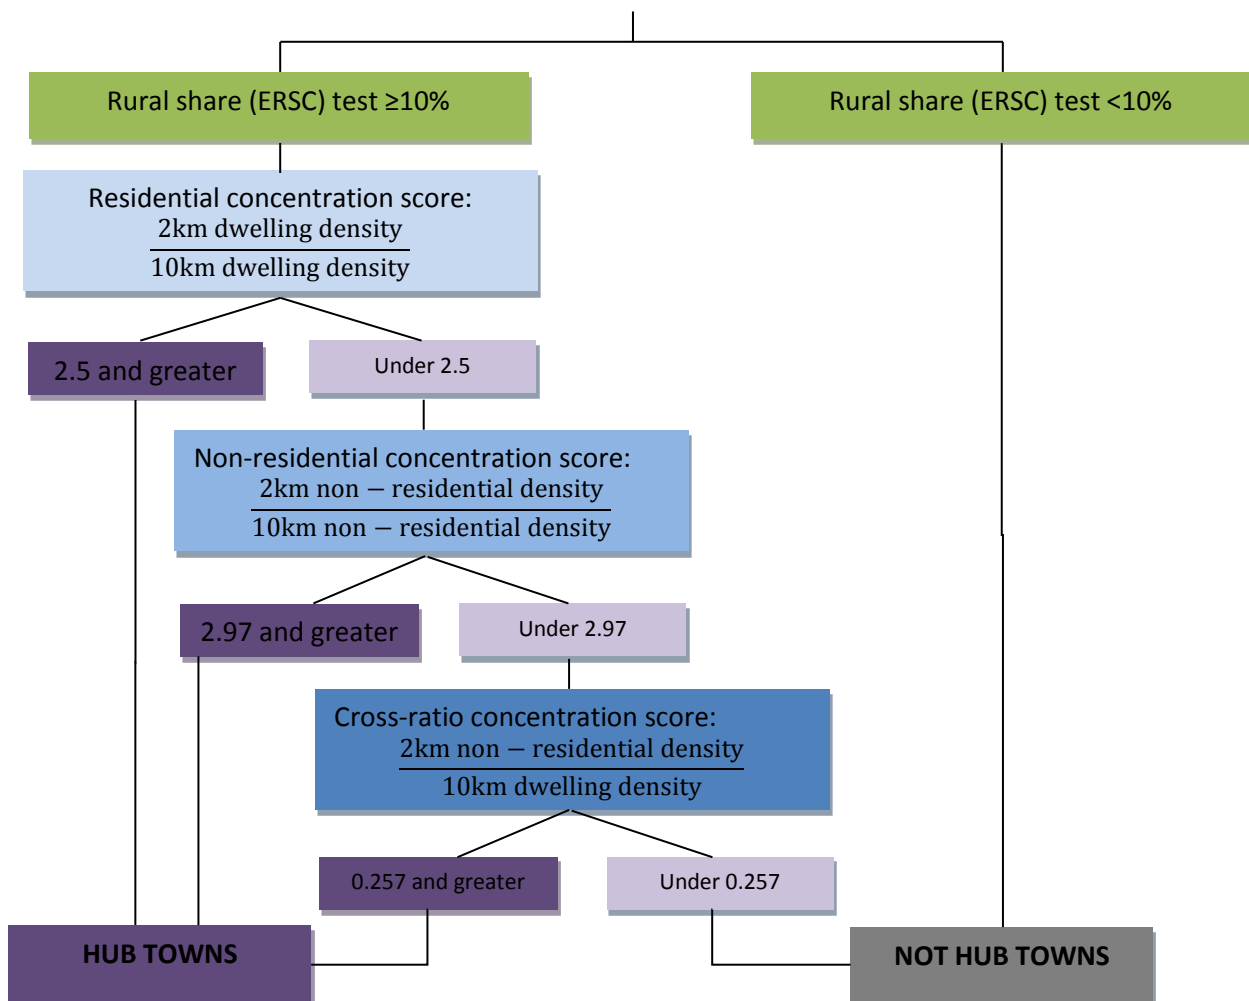 Rural share (ERSC) test ≥10%
Rural share (ERSC) test <10%
Residential concentration score:
2km dwelling density
10km dwelling density
2.5 and greater
Under 2.5
Non-residential concentration score:
2km non − residential density
10km non − residential density
2.97 and greater
Under 2.97
Cross-ratio concentration score:
2km non − residential density
10km dwelling density
0.257 and greater
Under 0.257
HUB TOWNS
NOT HUB TOWNS